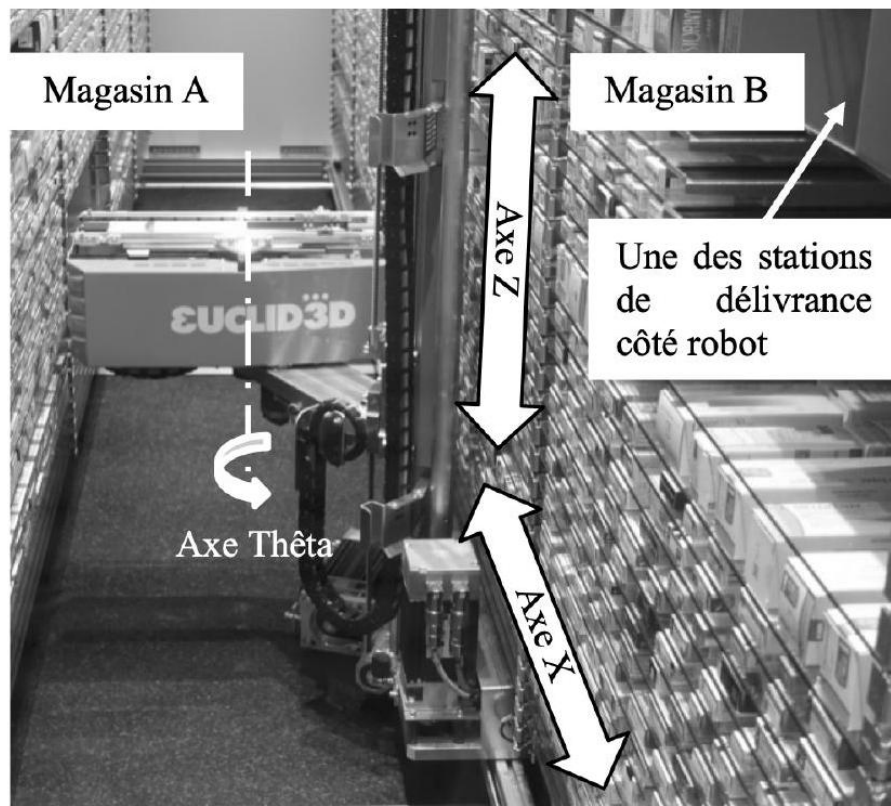 Magasin A
Magasin B
Axe Z
Une des stations
de délivrance
côté robot
EUCLID3D
Axe Thêta
Axe X